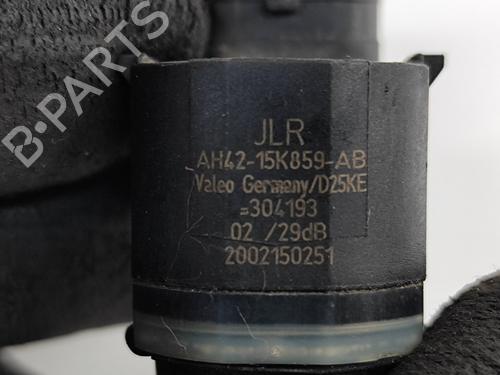 JLR
AH42-15K859-AB
Valeo Germany/D25KE
=304193
02 /29dB
2002150251
B-PARTS